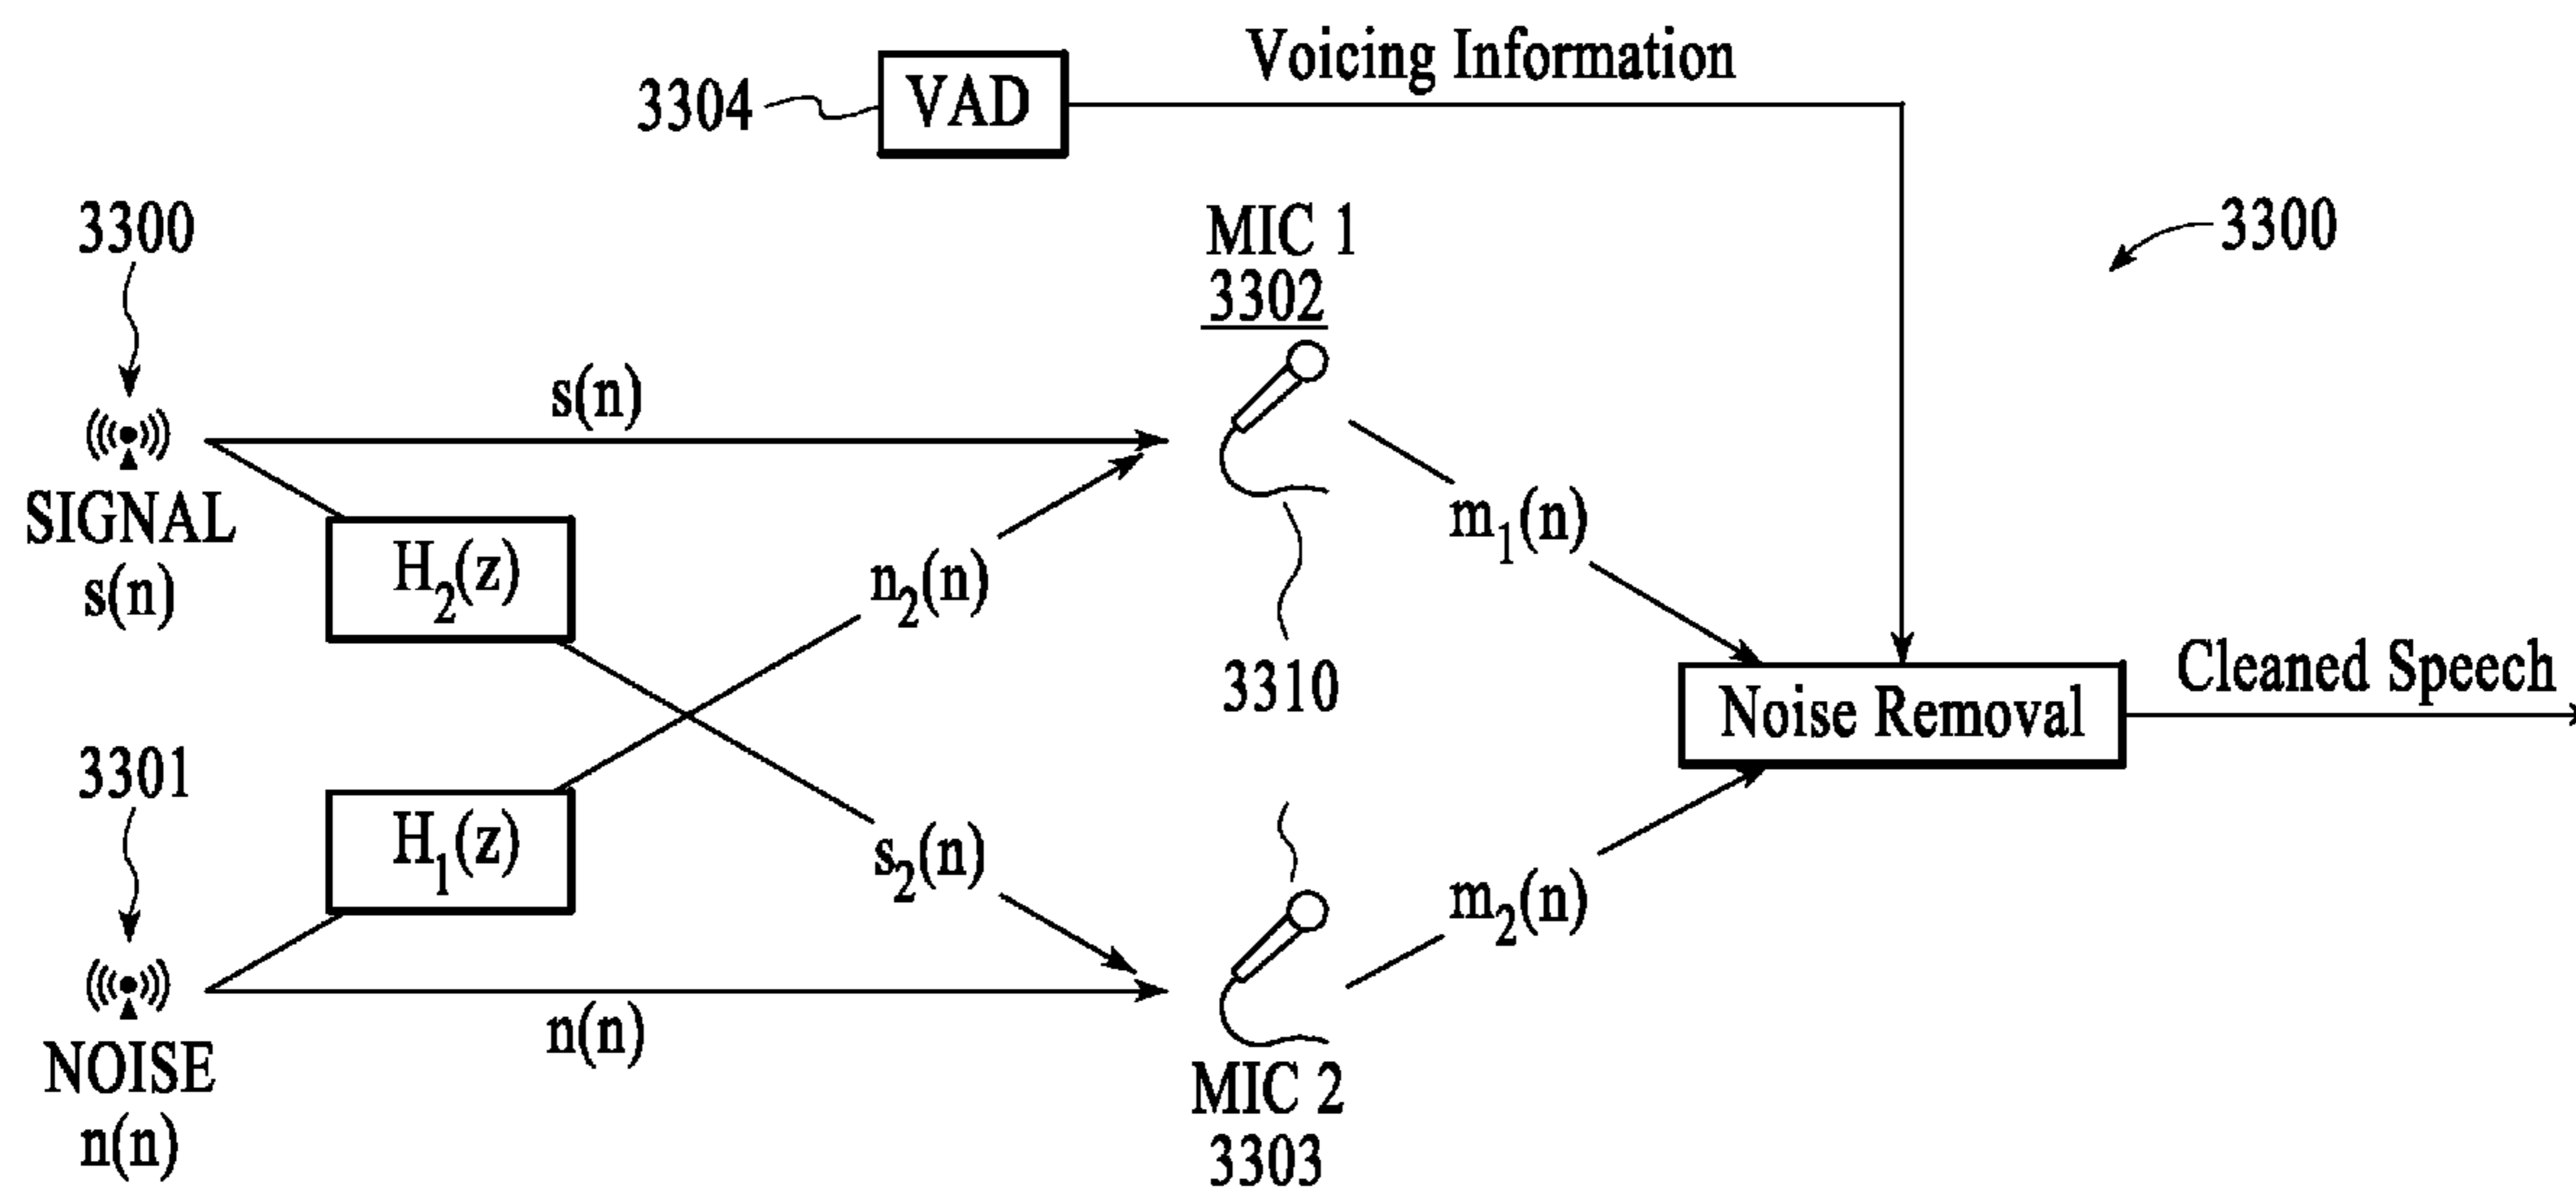 Voicing Information
3304
VAD
3300
MIC 1
3302
3300
s(n)
SIGNAL
s(n)
H2(z)
n2(n)
m1(n)
3310
Noise Removal
Cleaned Speech
3301
H1(z)
s2(n)
m2(n)
n(n)
NOISE
n(n)
MIC 2
3303